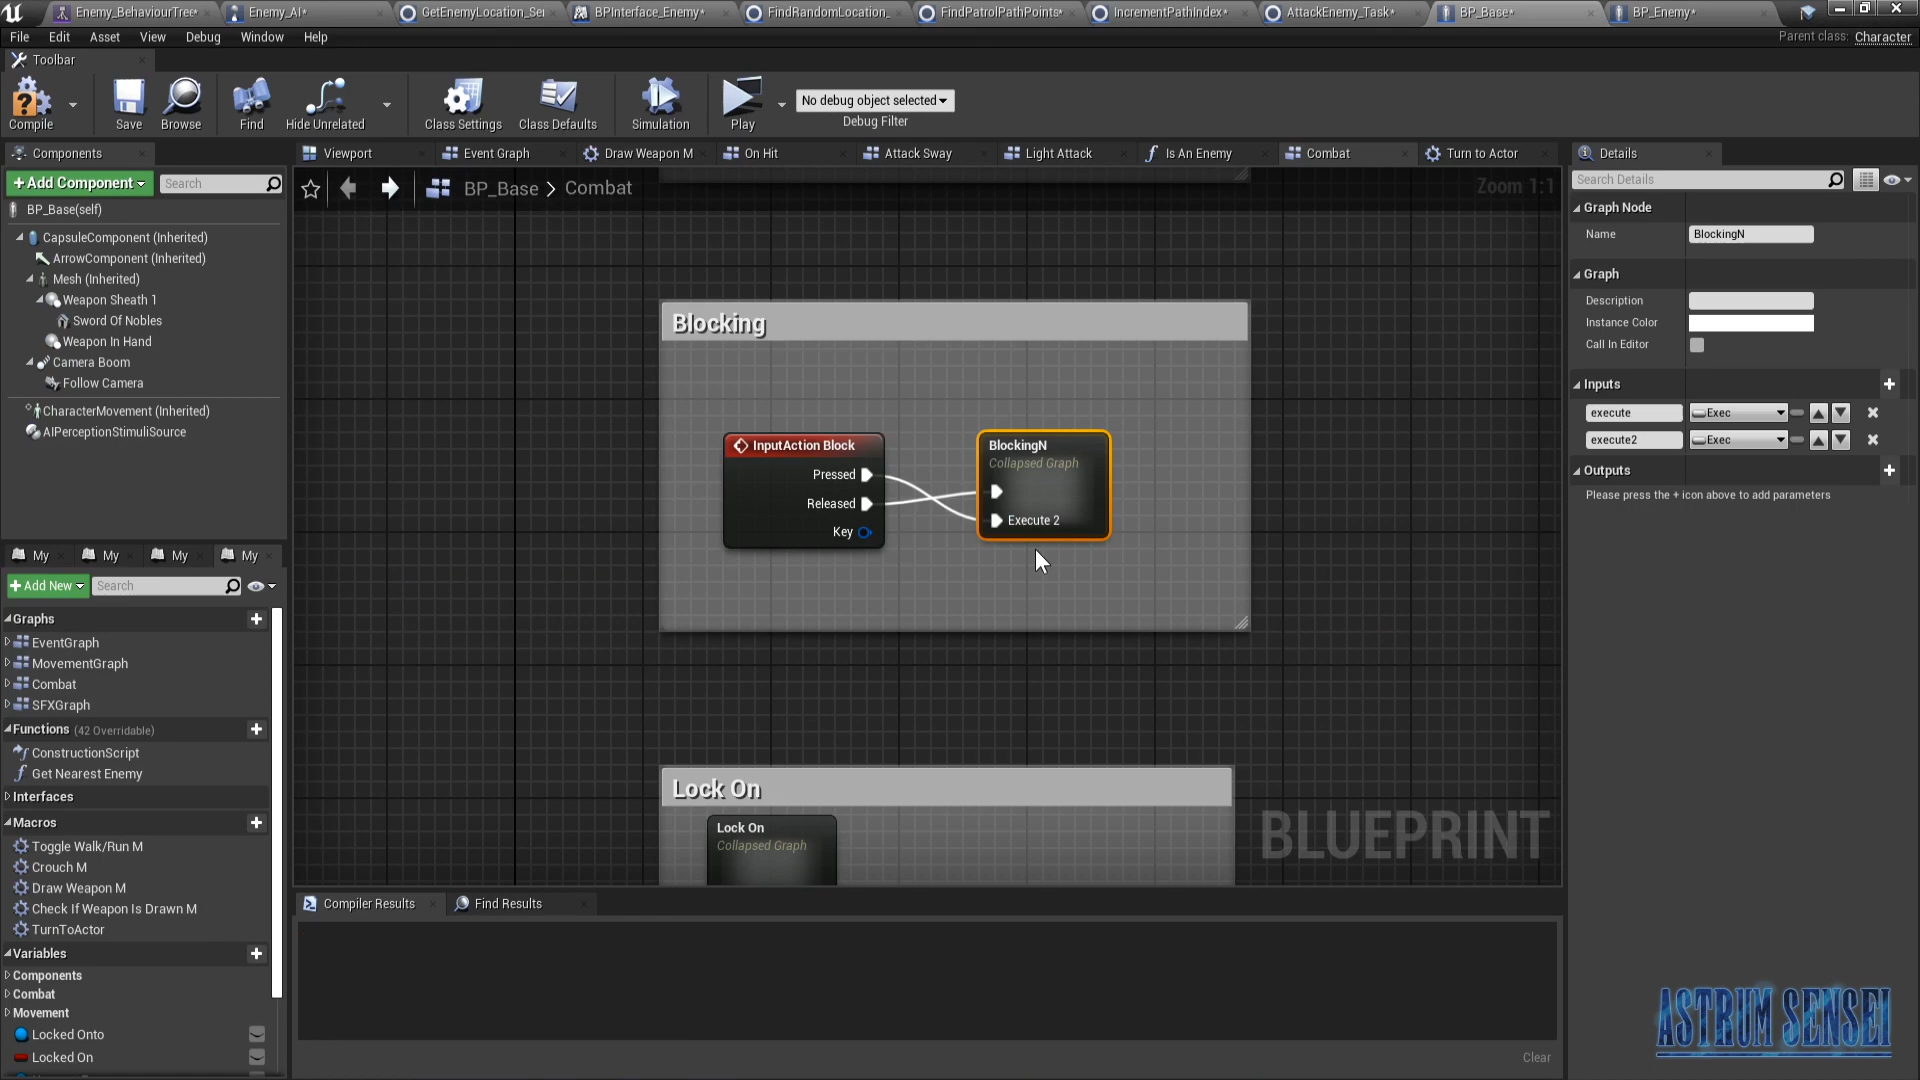 Enemy_BehaviourTree*
Enemy_AI*
GetEnemyLocation_Ser
BPInterface_Enemy*
FindRandomLocation_
FindPatrolPathPoints*
IncrementPathIndex*
AttackEnemy_Task*
BP_Base*
BP_Enemy*
File Edit Asset View Debug Window Help
Parent class: Character
Toolbar
Compile
Save
Browse
Find
Hide Unrelated
Class Settings
Class Defaults
Simulation
Play
No debug object selected
Debug Filter
Components
Viewport
Event Graph
Draw Weapon M
On Hit
Attack Sway
Light Attack
Is An Enemy
Combat
Turn to Actor
Details
+ Add Component
Search
BP_Base(self)
CapsuleComponent (Inherited)
ArrowComponent (Inherited)
Mesh (Inherited)
Weapon Sheath 1
Sword Of Nobles
Weapon In Hand
Camera Boom
Follow Camera
CharacterMovement (Inherited)
AIPerceptionStimuliSource
BP_Base > Combat
Zoom 1:1
Blocking
InputAction Block
Pressed
Released
Key
BlockingN
Collapsed Graph
Execute 2
Lock On
Lock On
Collapsed Graph
BLUEPRINT
Search Details
Graph Node
Name
BlockingN
Graph
Description
Instance Color
Call In Editor
Inputs
execute
Exec
execute2
Exec
Outputs
Please press the + icon above to add parameters
My
My
My
My
+ Add New
Search
Graphs
EventGraph
MovementGraph
Combat
SFXGraph
Functions (42 Overridable)
ConstructionScript
Get Nearest Enemy
Interfaces
Macros
Toggle Walk/Run M
Crouch M
Draw Weapon M
Check If Weapon Is Drawn M
TurnToActor
Variables
Components
Combat
Movement
Locked Onto
Locked On
Compiler Results
Find Results
Clear
ASTRUM SENSEI